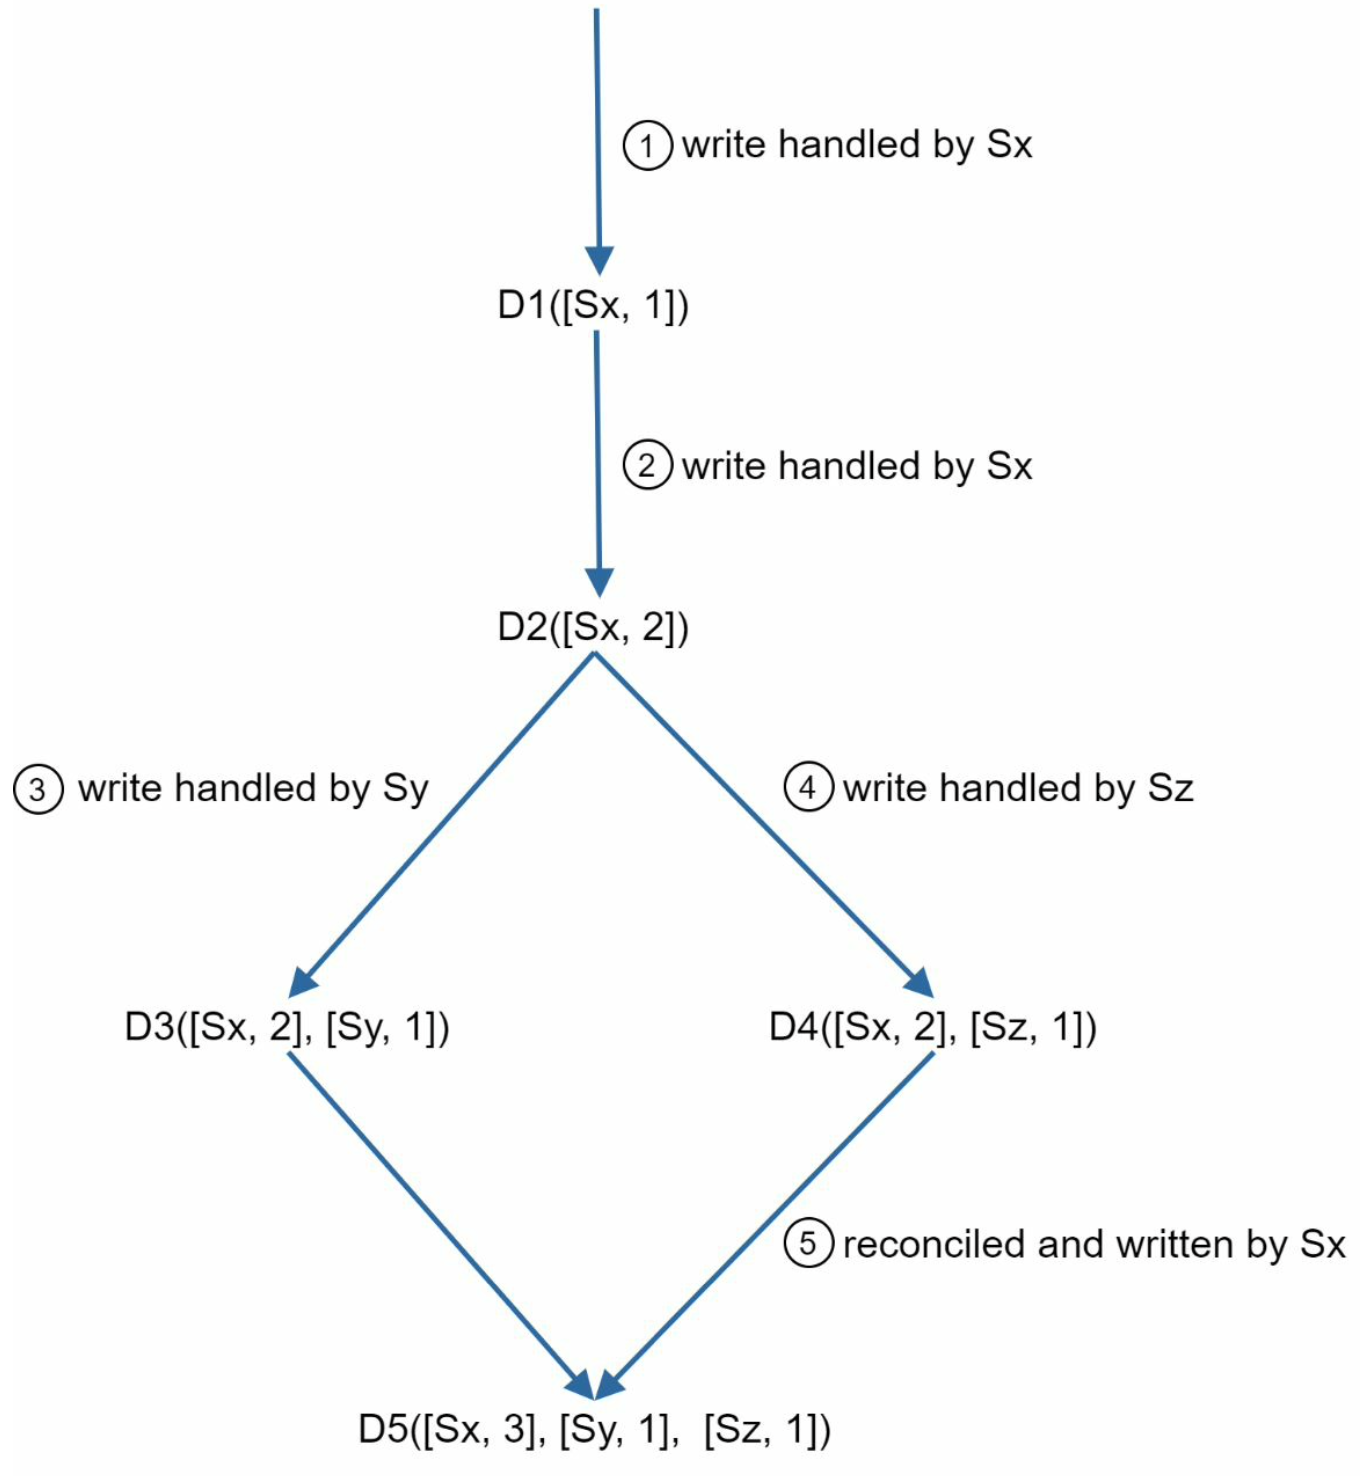 ① write handled by Sx
D1([Sx, 1])
② write handled by Sx
D2([Sx, 2])
③ write handled by Sy
④ write handled by Sz
D3([Sx, 2], [Sy, 1])
D4([Sx, 2], [Sz, 1])
⑤ reconciled and written by Sx
D5([Sx, 3], [Sy, 1], [Sz, 1])